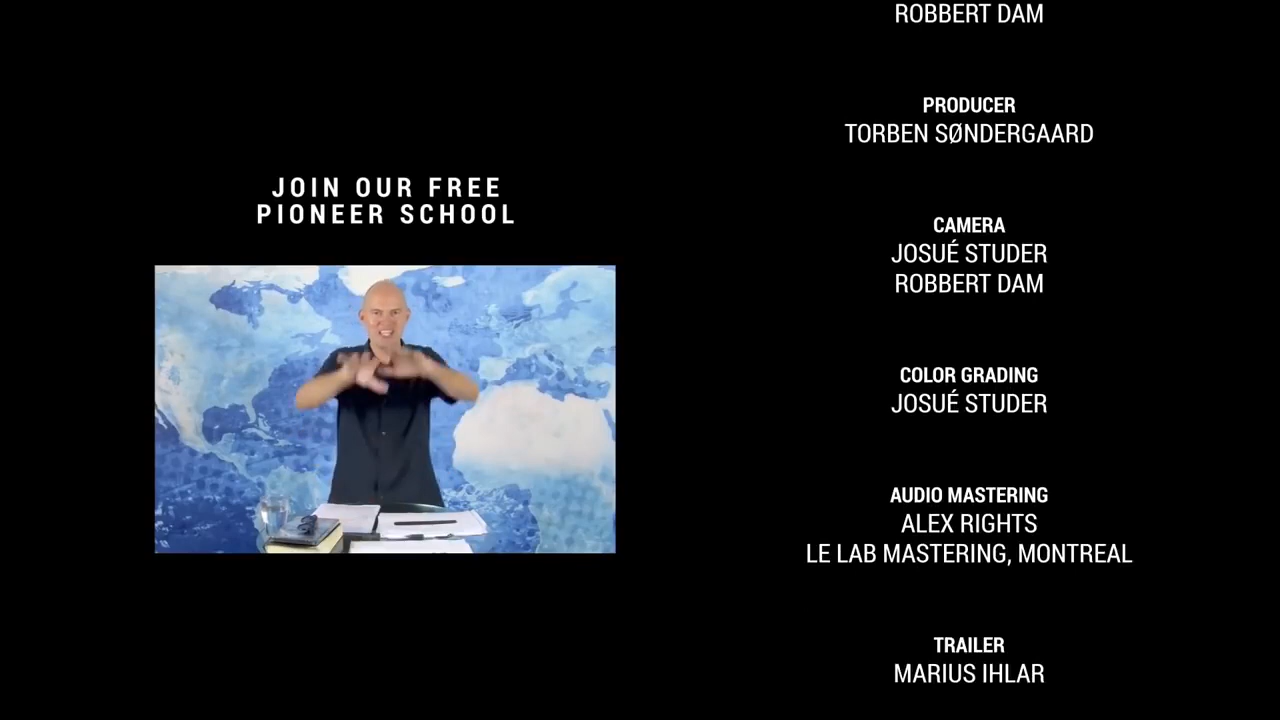 JOIN OUR FREE
PIONEER SCHOOL
ROBBERT DAM
PRODUCER
TORBEN SØNDERGAARD
CAMERA
JOSUÉ STUDER
ROBBERT DAM
COLOR GRADING
JOSUÉ STUDER
AUDIO MASTERING
ALEX RIGHTS
LE LAB MASTERING, MONTREAL
TRAILER
MARIUS IHLAR